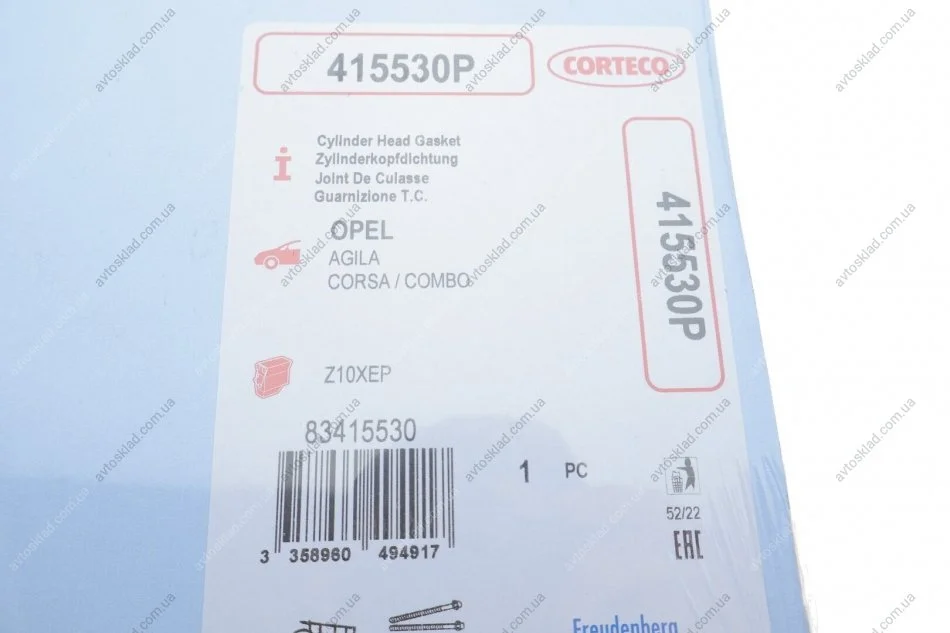 415530P
CORTECO
Cylinder Head Gasket
Zylinderkopfdichtung
Joint De Culasse
Guarnizione T.C.
415530P
OPEL
AGILA
CORSA / COMBO
Z10XEP
83415530
1 PC
3 358960 494917
52/22
EAC
Freudenberg
avtosklad.com.ua